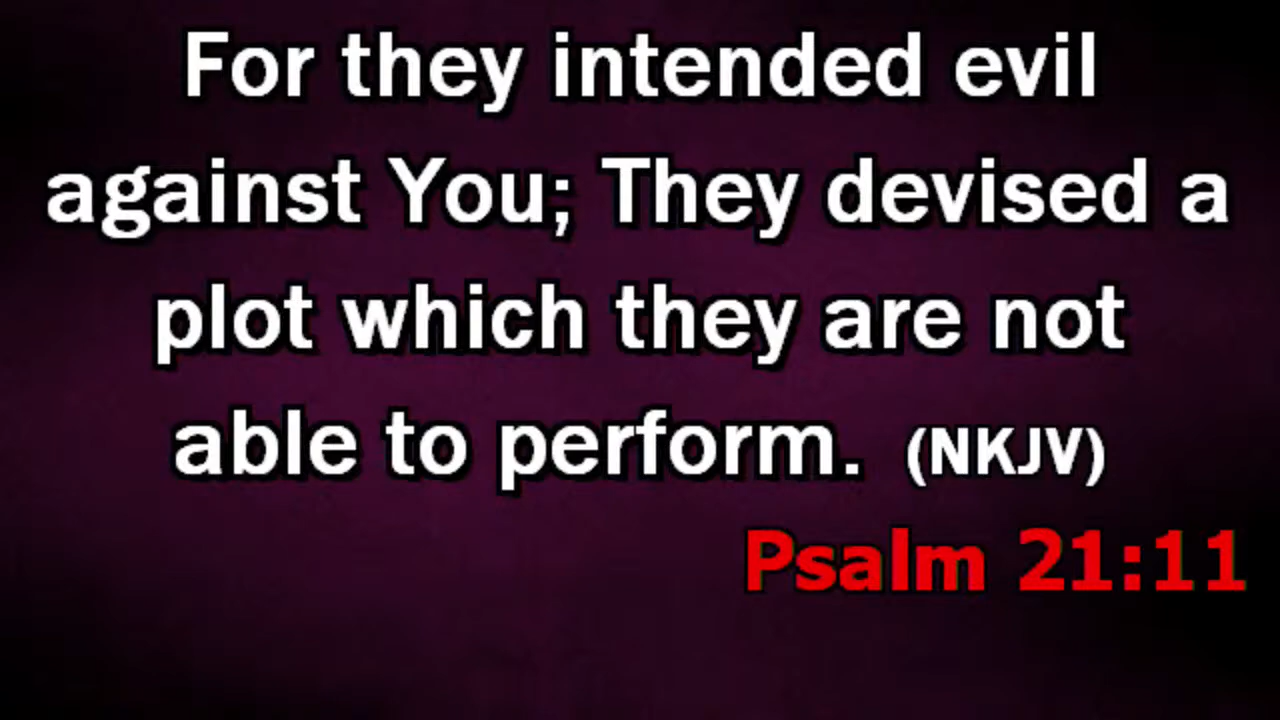 For they intended evil
against You; They devised a
plot which they are not
able to perform. (NKJV)
Psalm 21:11